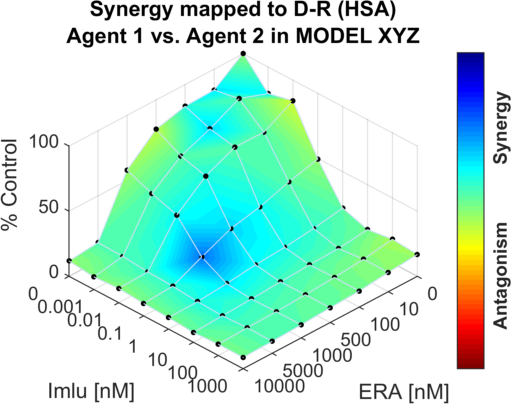 Synergy mapped to D-R (HSA)
Agent 1 vs. Agent 2 in MODEL XYZ
% Control
100
50
0
0
0.001
0.01
0.1
1
10
100
1000
Imlu [nM]
0
10
100
500
1000
5000
10000
ERA [nM]
Synergy
Antagonism